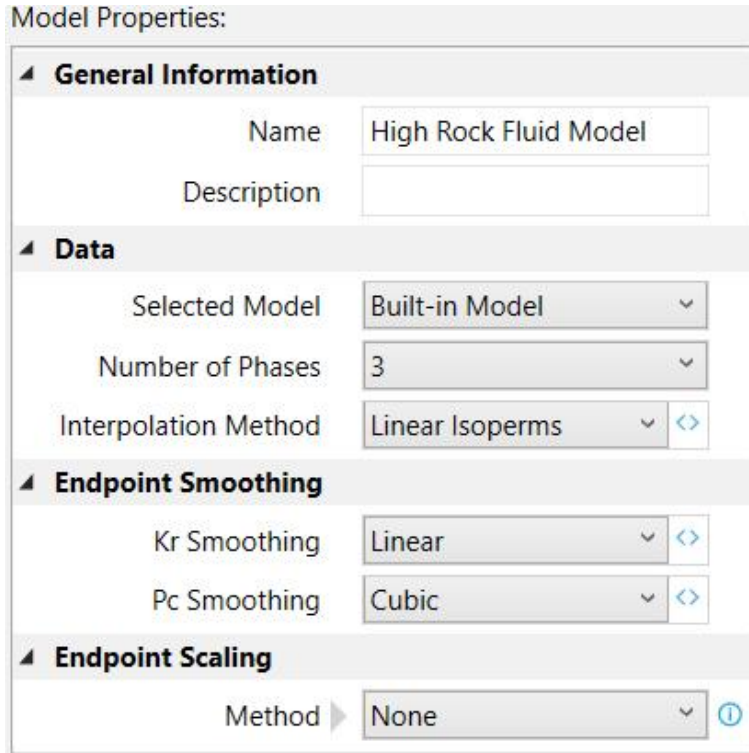 Model Properties:
General Information
Name High Rock Fluid Model
Description
Data
Selected Model Built-in Model
Number of Phases 3
Interpolation Method Linear Isoperms <>
Endpoint Smoothing
Kr Smoothing Linear <>
Pc Smoothing Cubic <>
Endpoint Scaling
Method None